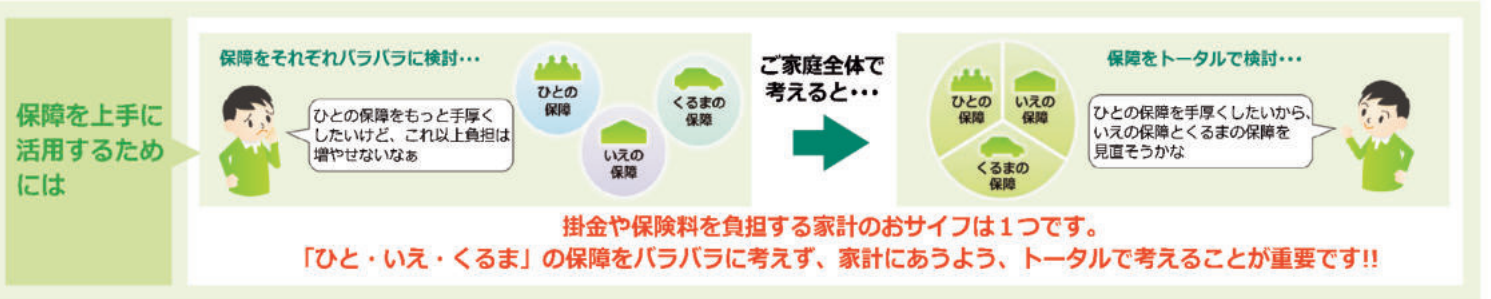 保障を上手に
活用するため
には
保障をそれぞれバラバラに検討･･･
ひとの保障をもっと手厚く
したいけど、これ以上負担は
増やせないなぁ
ひとの
保障
いえの
保障
くるまの
保障
ご家庭全体で
考えると･･･
ひとの
保障
いえの
保障
くるまの
保障
保障をトータルで検討･･･
ひとの保障を手厚くしたいから、
いえの保障とくるまの保障を
見直そうかな
掛金や保険料を負担する家計のおサイフは１つです。
「ひと・いえ・くるま」の保障をバラバラに考えず、家計にあうよう、トータルで考えることが重要です!!